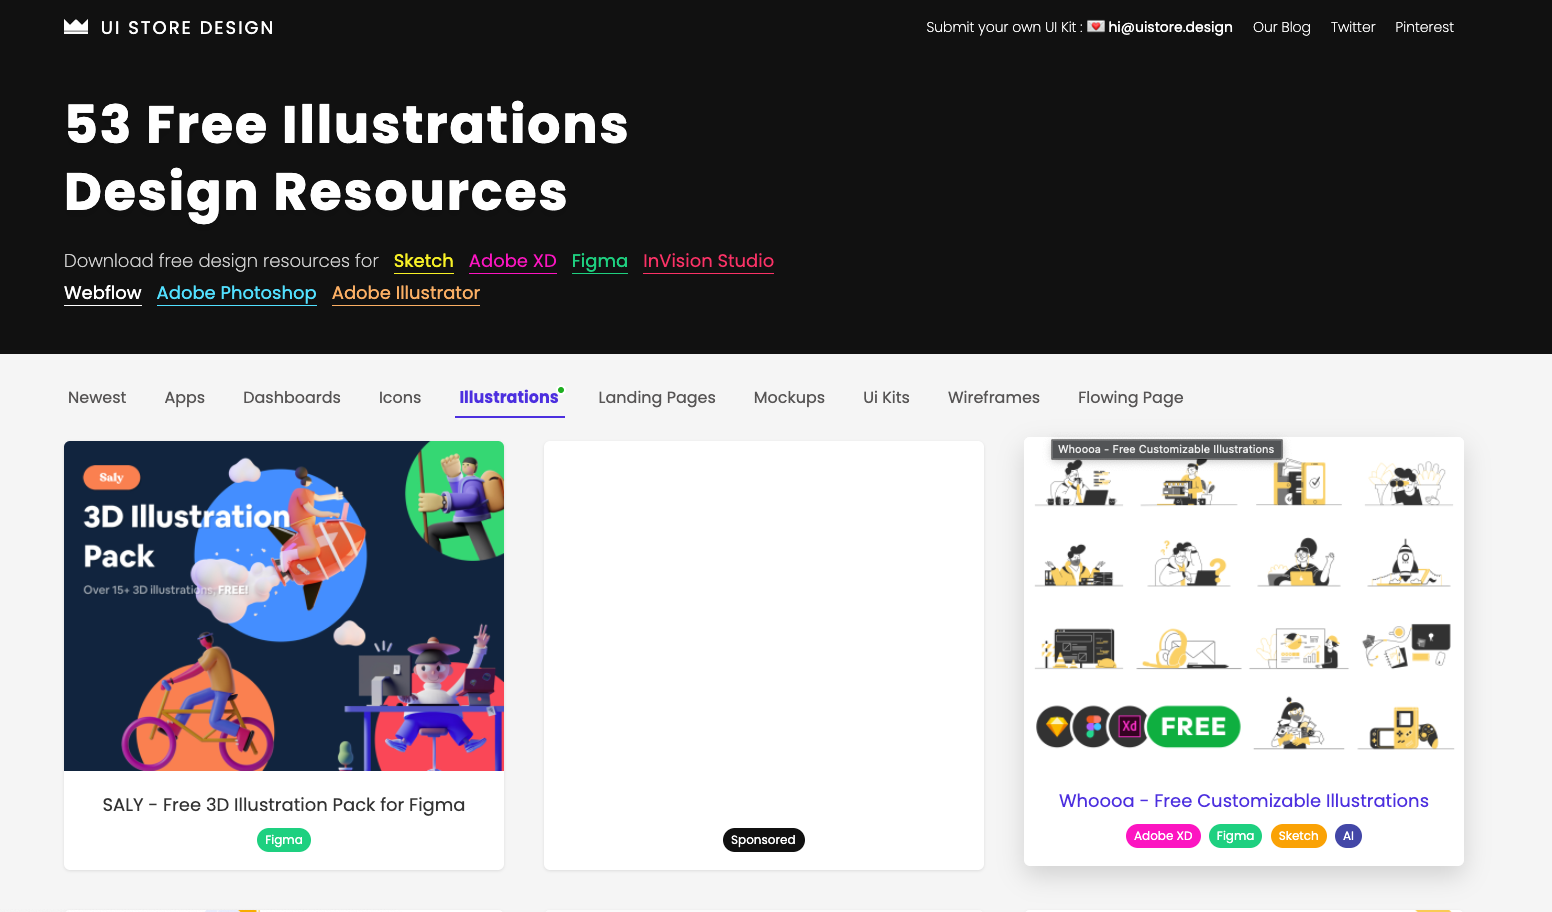 UI STORE DESIGN
Submit your own UI Kit : 💌 hi@uistore.design
Our Blog
Twitter
Pinterest
53 Free Illustrations
Design Resources
Download free design resources for Sketch Adobe XD Figma InVision Studio
Webflow Adobe Photoshop Adobe Illustrator
Newest
Apps
Dashboards
Icons
Illustrations
Landing Pages
Mockups
Ui Kits
Wireframes
Flowing Page
Saly
3D Illustration
Pack
Over 15+ 3D illustrations, FREE!
SALY - Free 3D Illustration Pack for Figma
Figma
Sponsored
Whoooa - Free Customizable Illustrations
Xd
FREE
Whoooa - Free Customizable Illustrations
Adobe XD
Figma
Sketch
AI